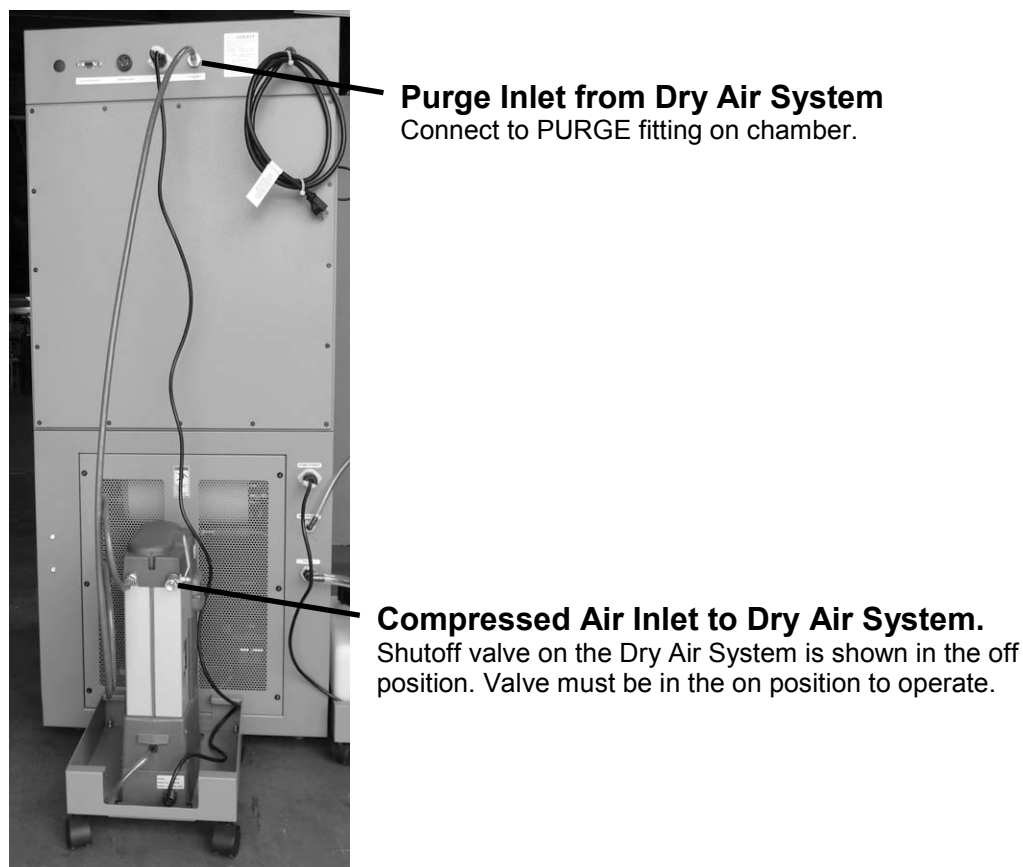 Purge Inlet from Dry Air System
Connect to PURGE fitting on chamber.
Compressed Air Inlet to Dry Air System.
Shutoff valve on the Dry Air System is shown in the off
position. Valve must be in the on position to operate.